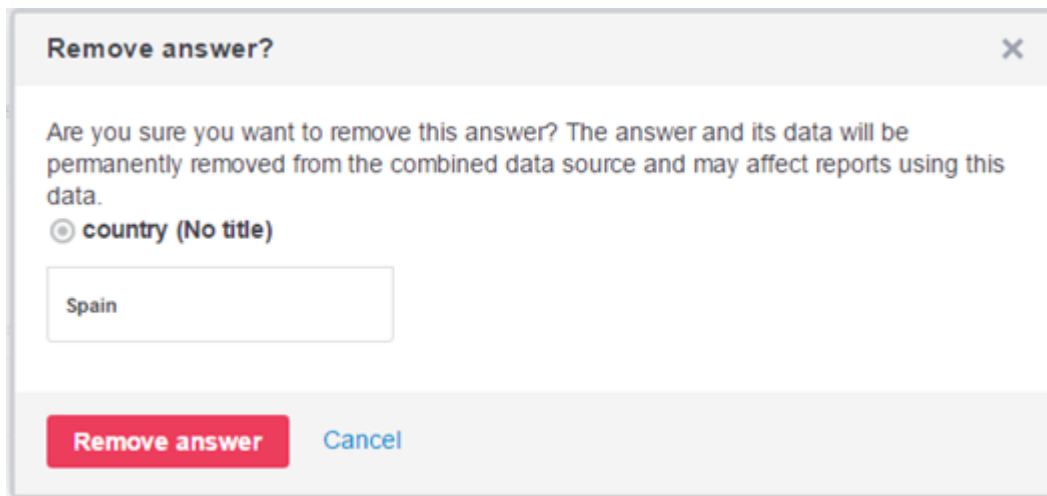 Remove answer?
Are you sure you want to remove this answer? The answer and its data will be
permanently removed from the combined data source and may affect reports using this
data.
country (No title)
Spain
Remove answer Cancel